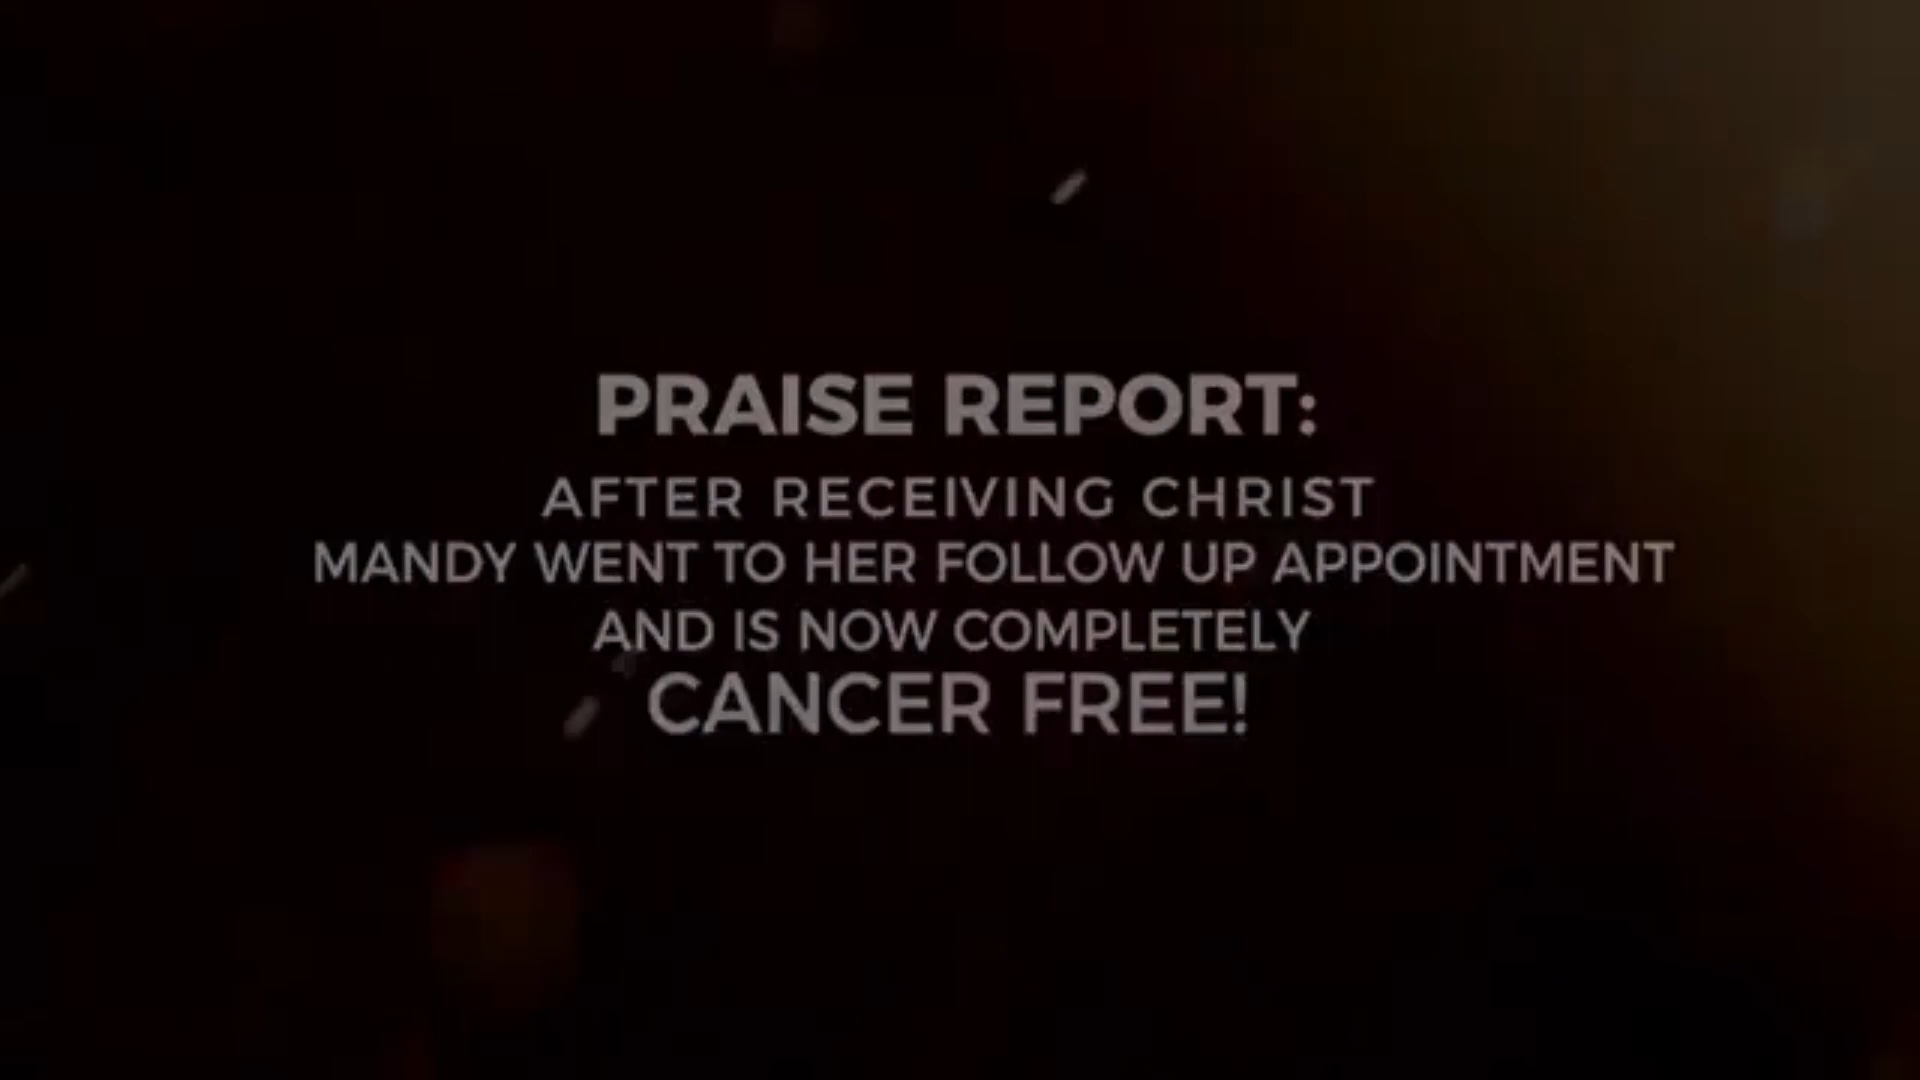 PRAISE REPORT:
AFTER RECEIVING CHRIST
MANDY WENT TO HER FOLLOW UP APPOINTMENT
AND IS NOW COMPLETELY
CANCER FREE!